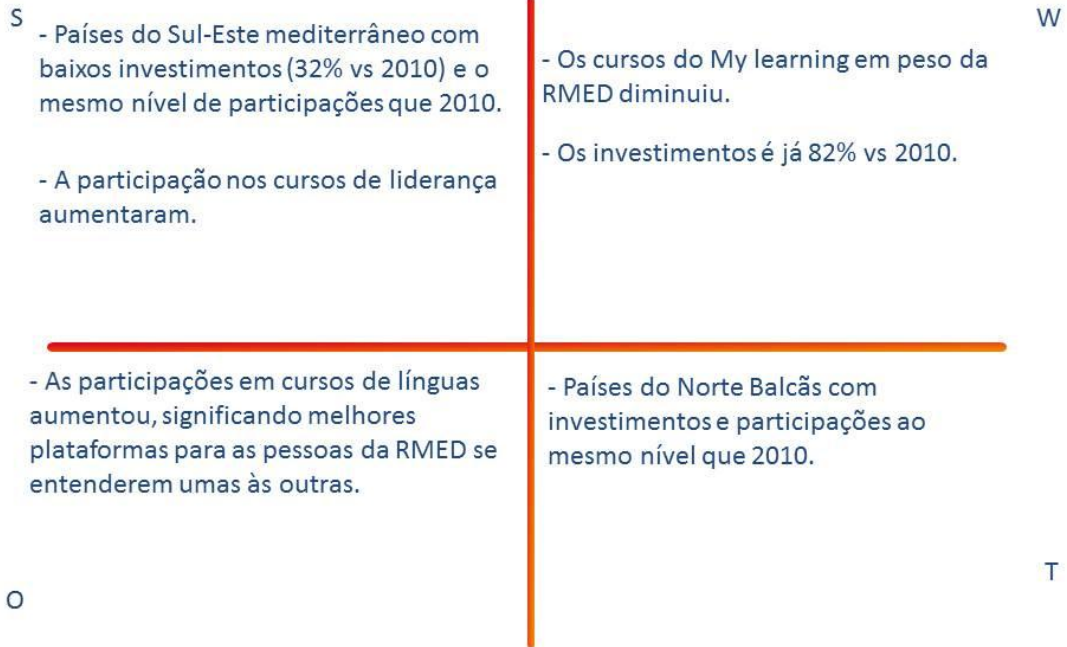 S
- Países do Sul-Este mediterrâneo com
baixos investimentos (32% vs 2010) e o
mesmo nível de participações que 2010.
- A participação nos cursos de liderança
aumentaram.
W
- Os cursos do My learning em peso da
RMED diminuiu.
- Os investimentos é já 82% vs 2010.
- As participações em cursos de línguas
aumentou, significando melhores
plataformas para as pessoas da RMED se
entenderem umas às outras.
O
- Países do Norte Balcãs com
investimentos e participações ao
mesmo nível que 2010.
T